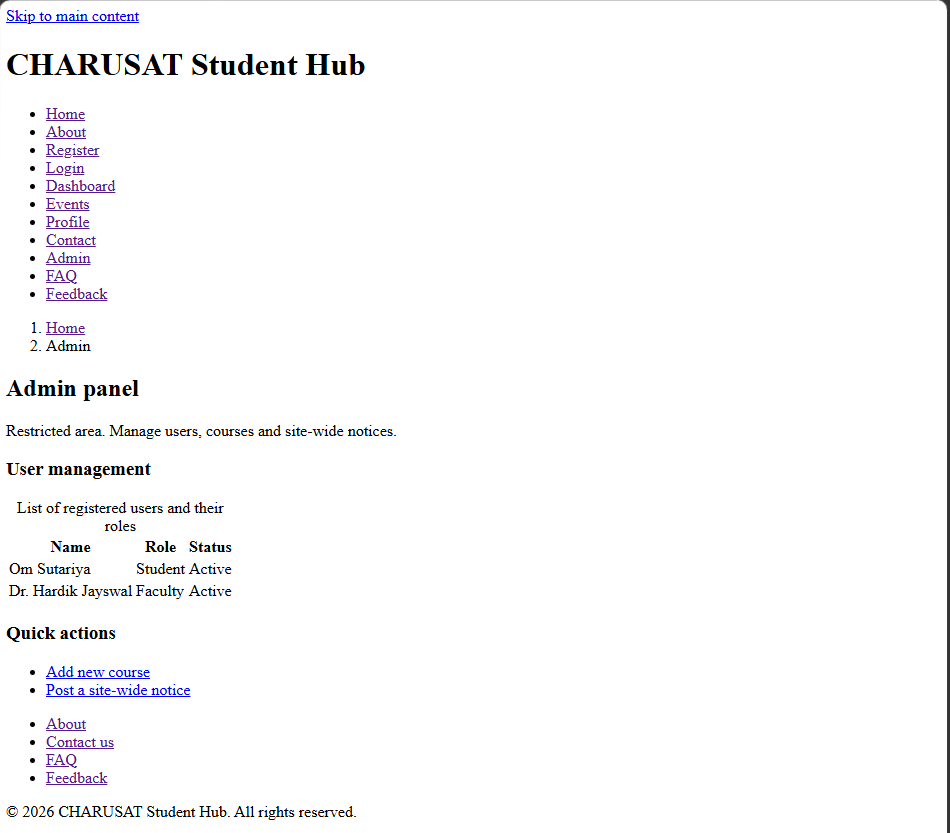 Skip to main content
CHARUSAT Student Hub
Home
About
Register
Login
Dashboard
Events
Profile
Contact
Admin
FAQ
Feedback
1. Home
2. Admin
Admin panel
Restricted area. Manage users, courses and site-wide notices.
User management
List of registered users and their
roles
Name Role Status
Om Sutariya Student Active
Dr. Hardik Jayswal Faculty Active
Quick actions
Add new course
Post a site-wide notice
About
Contact us
FAQ
Feedback
© 2026 CHARUSAT Student Hub. All rights reserved.